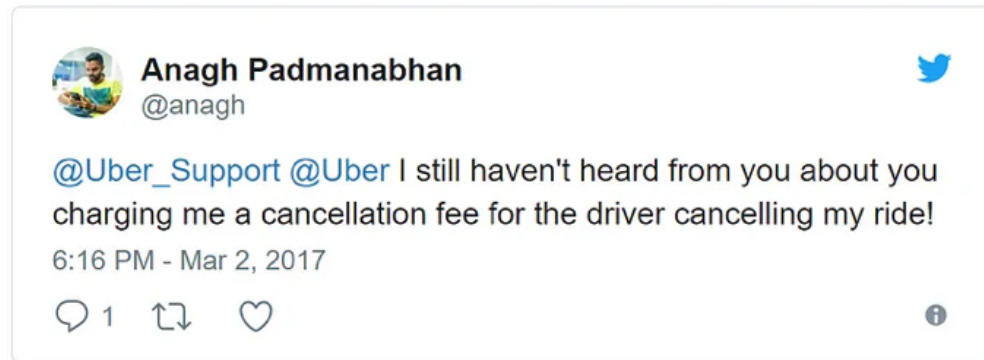 Anagh Padmanabhan
@anagh
@Uber_Support @Uber I still haven't heard from you about you
charging me a cancellation fee for the driver cancelling my ride!
6:16 PM - Mar 2, 2017
1